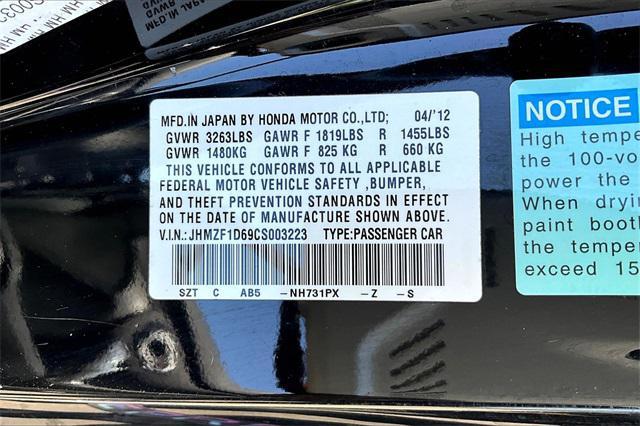 MFD.IN JAPAN BY HONDA MOTOR CO.,LTD; 04/'12
GVWR 3263LBS GAWR F 1819LBS R 1455LBS
GVWR 1480KG GAWR F 825 KG R 660 KG
THIS VEHICLE CONFORMS TO ALL APPLICABLE
FEDERAL MOTOR VEHICLE SAFETY ,BUMPER,
AND THEFT PREVENTION STANDARDS IN EFFECT
ON THE DATE OF MANUFACTURE SHOWN ABOVE.
V.I.N.: JHMZF1D69CS003223 TYPE:PASSENGER CAR
SZT C AB5 -NH731PX -Z -S
NOTICE
High tempe
the 100-vo
power the
When dryi
paint booth
the temper
exceed 15